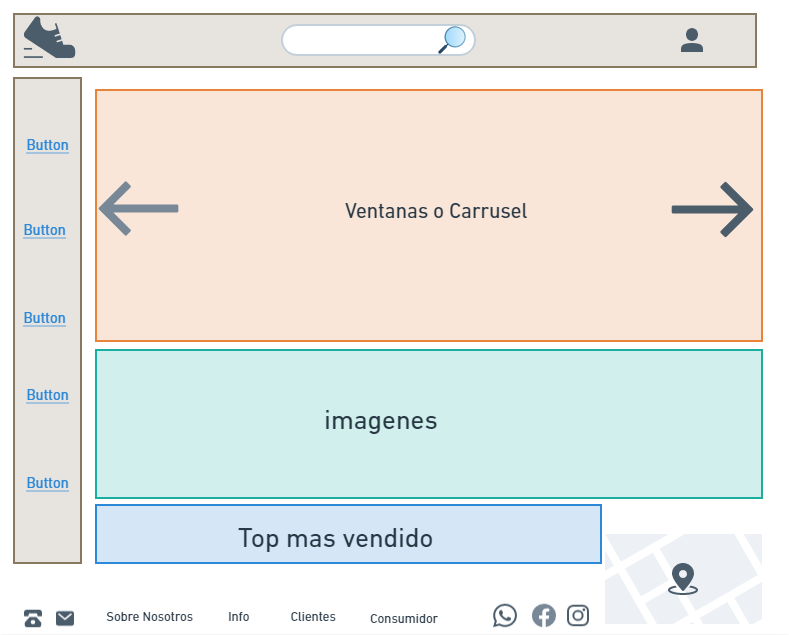 Button
Button
Button
Button
Button
Ventanas o Carrusel
imagenes
Top mas vendido
Sobre Nosotros
Info
Clientes
Consumidor